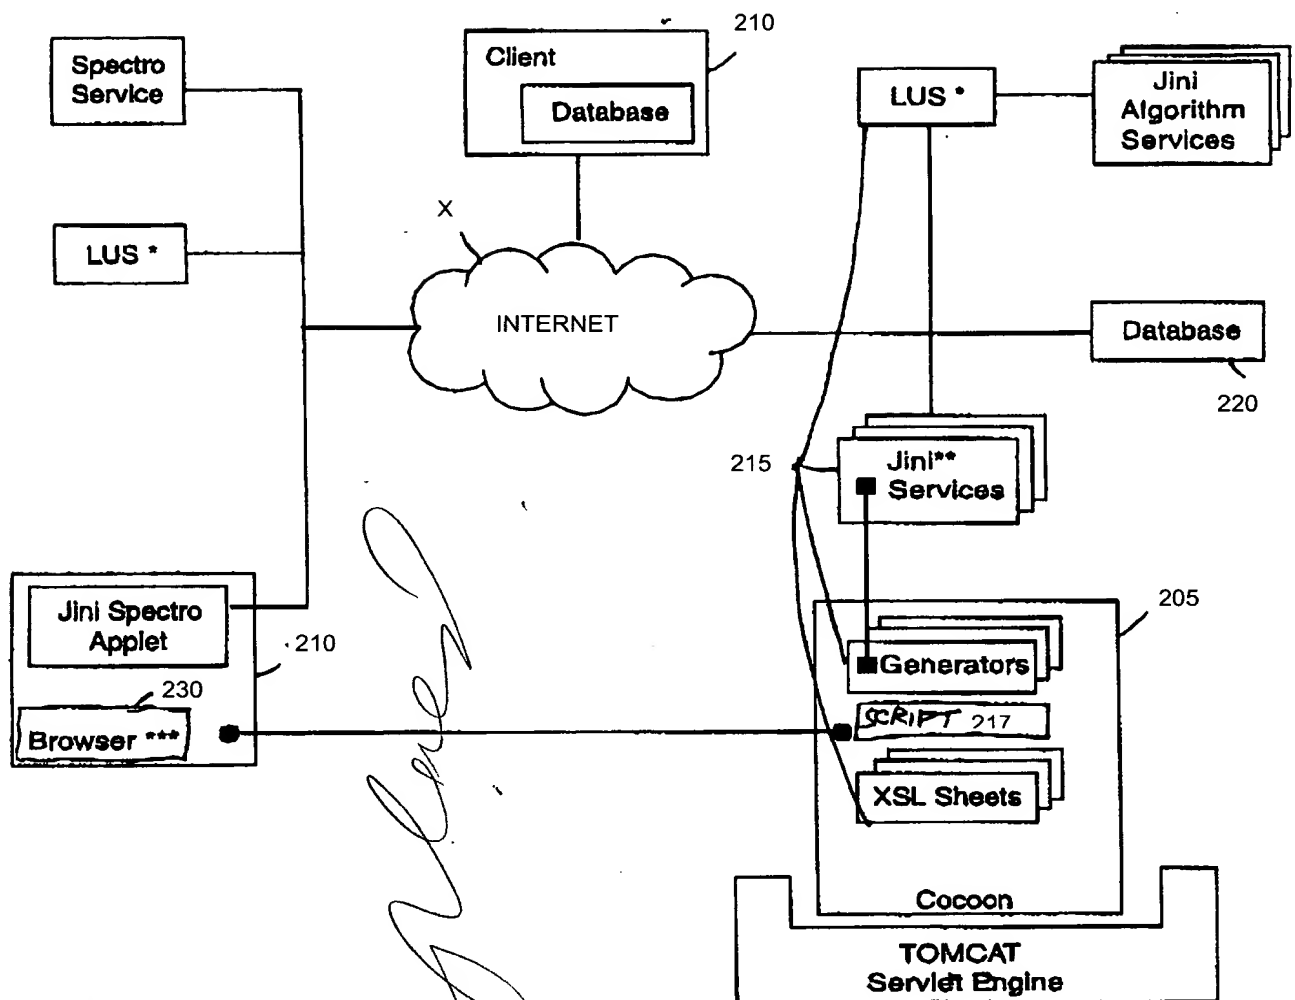 210
Spectro
Service
Client
Database
LUS *
Jini
Algorithm
Services
X
LUS *
INTERNET
Database
220
215
Jini**
Services
205
Jini Spectro
Applet
210
Generators
230
SCRIPT 217
Browser ***
XSL Sheets
Cocoon
TOMCAT
Servlet Engine